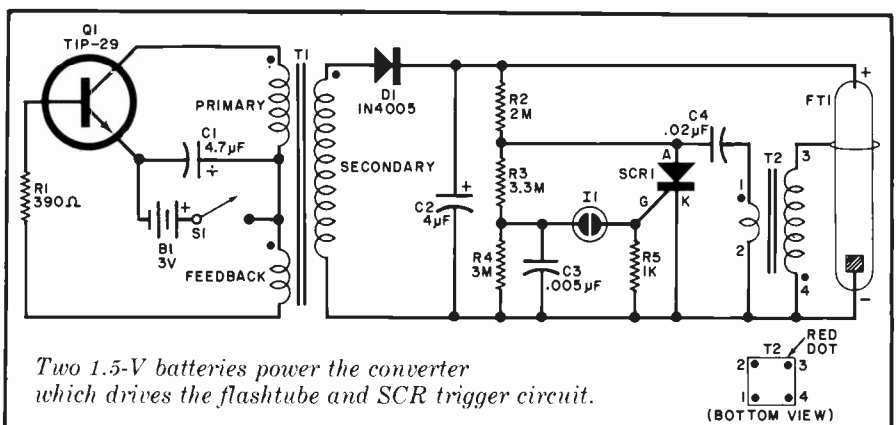 Q1
TIP-29
T1
PRIMARY
C1
4.7µF
R1
390Ω
B1
3V
S1
FEEDBACK
SECONDARY
D1
1N4005
C2
4µF
R2
2M
R3
3.3M
R4
3M
C3
.005µF
I1
R5
1K
SCR1
A
G
K
C4
.02µF
T2
1
2
3
4
FT1
+
-
Two 1.5-V batteries power the converter
which drives the flashtube and SCR trigger circuit.
T2
RED
DOT
2
3
1
4
(BOTTOM VIEW)